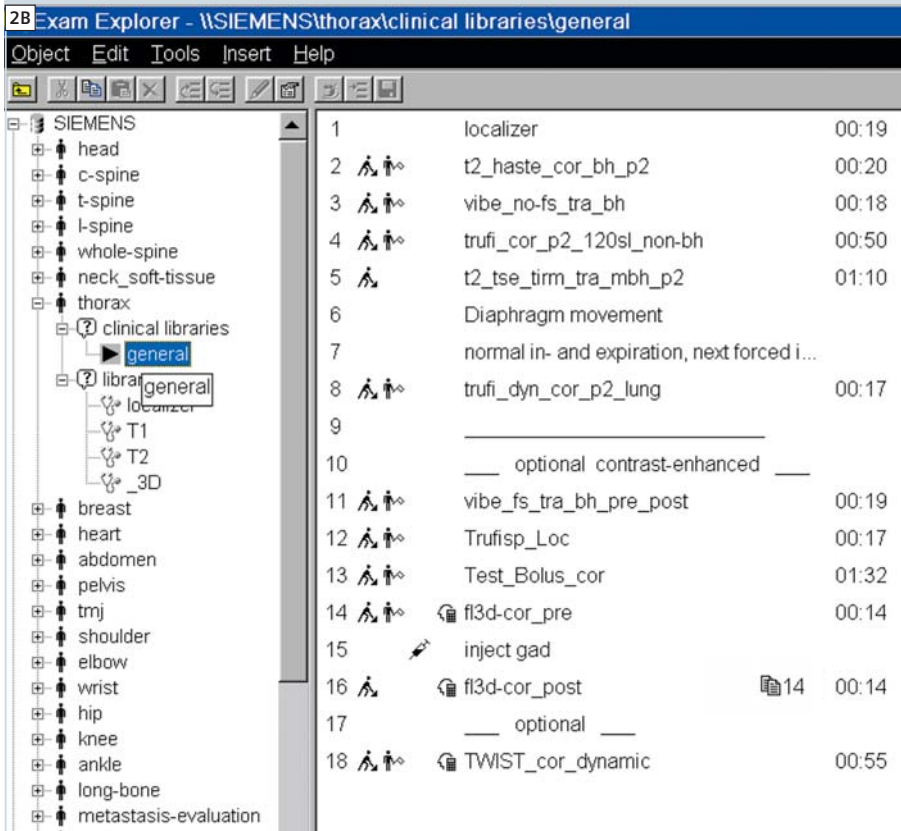 2B
Exam Explorer - \\SIEMENS\thorax\clinical libraries\general
Object Edit Tools Insert Help
SIEMENS
head
c-spine
t-spine
l-spine
whole-spine
neck_soft-tissue
thorax
clinical libraries
general
general
localizer
T1
T2
_3D
breast
heart
abdomen
pelvis
tmj
shoulder
elbow
wrist
hip
knee
ankle
long-bone
metastasis-evaluation
1 localizer 00:19
2 t2_haste_cor_bh_p2 00:20
3 vibe_no-fs_tra_bh 00:18
4 trufi_cor_p2_120sl_non-bh 00:50
5 t2_tse_tirm_tra_mbh_p2 01:10
6 Diaphragm movement
7 normal in- and expiration, next forced i...
8 trufi_dyn_cor_p2_lung 00:17
9 ____________________
10 ___ optional contrast-enhanced ___
11 vibe_fs_tra_bh_pre_post 00:19
12 Trufisp_Loc 00:17
13 Test_Bolus_cor 01:32
14 fl3d-cor_pre 00:14
15 inject gad
16 fl3d-cor_post 14 00:14
17 ___ optional ___
18 TWIST_cor_dynamic 00:55